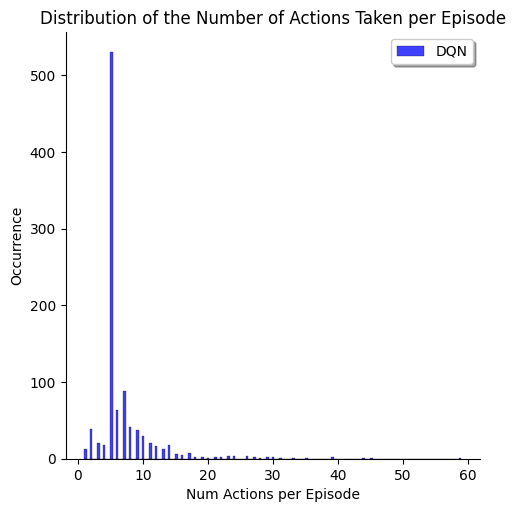 Distribution of the Number of Actions Taken per Episode
DQN
500
400
300
200
100
0
Occurrence
0 10 20 30 40 50 60
Num Actions per Episode